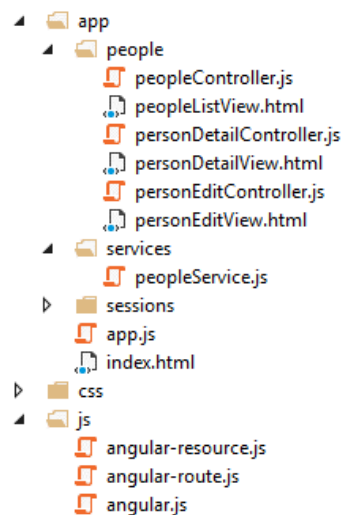 app
people
peopleController.js
peopleListView.html
personDetailController.js
personDetailView.html
personEditController.js
personEditView.html
services
peopleService.js
sessions
app.js
index.html
css
js
angular-resource.js
angular-route.js
angular.js